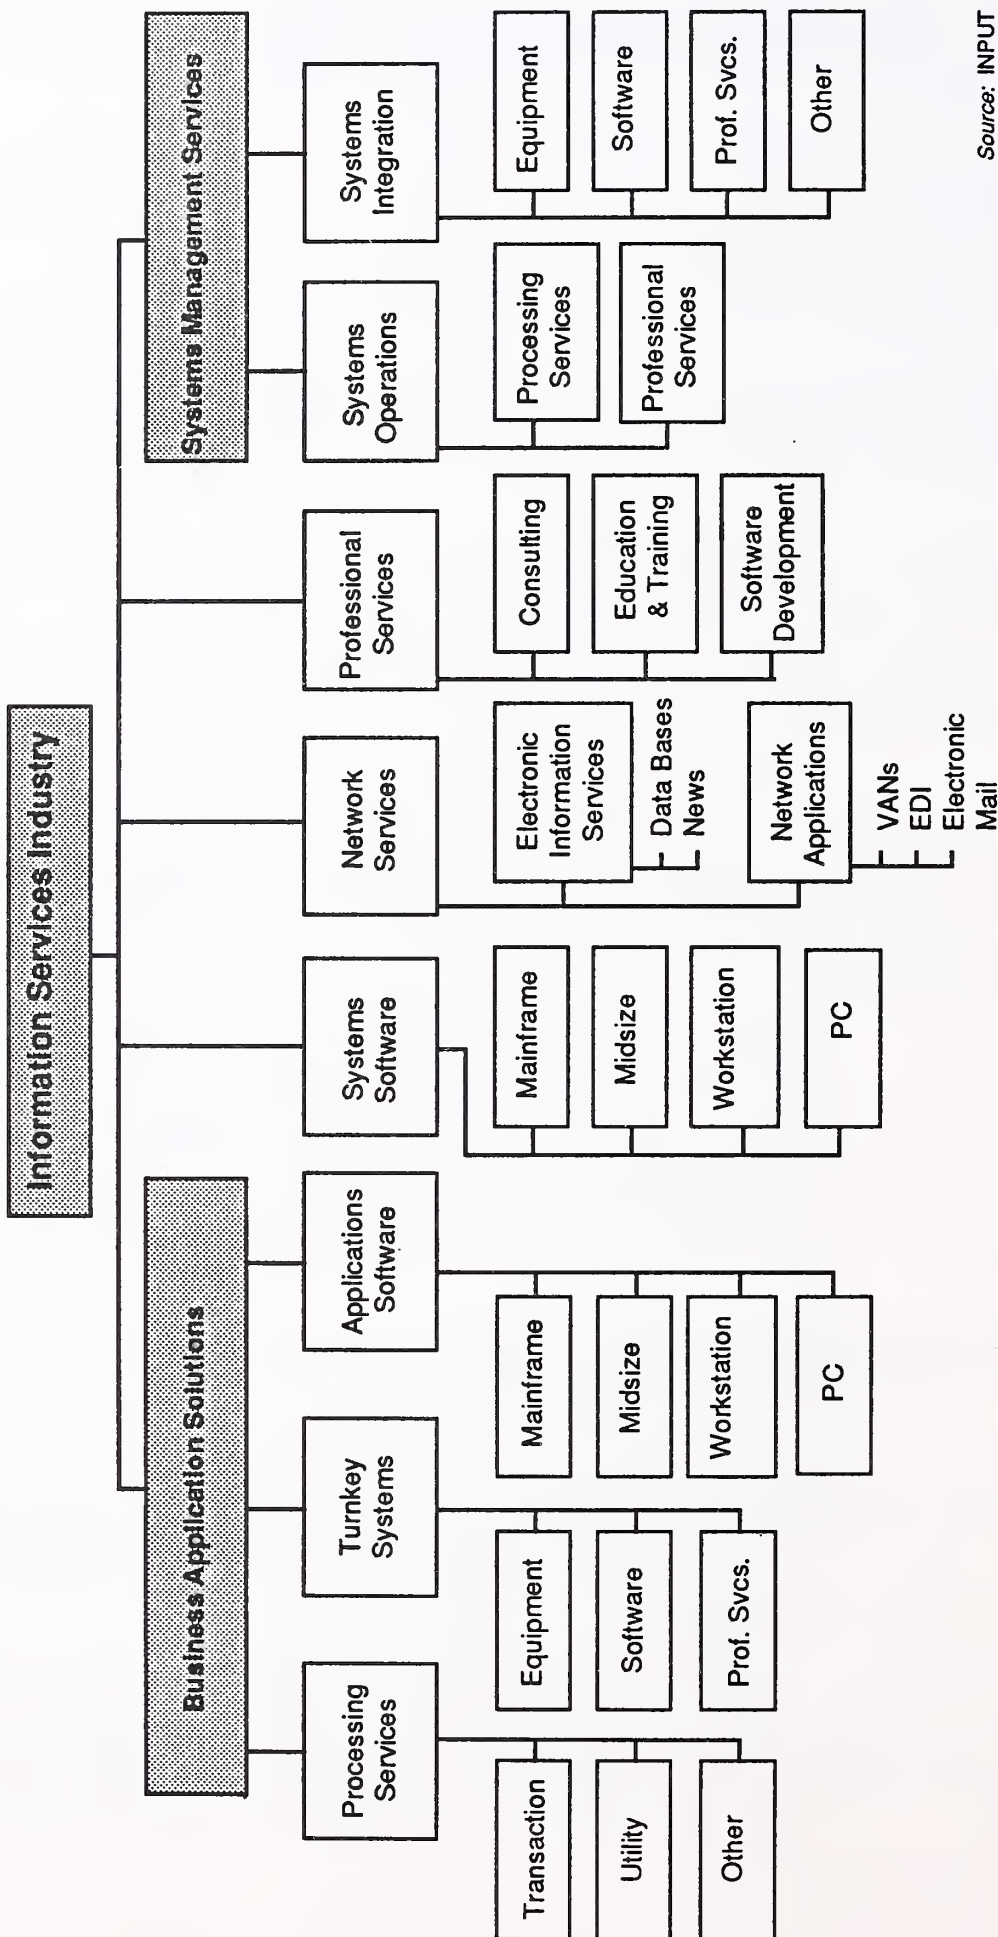 Information Services Industry
Business Application Solutions
Systems Management Services
Processing
Services
Turnkey
Systems
Applications
Software
Systems
Software
Network
Services
Professional
Services
Systems
Operations
Systems
Integration
Transaction
Utility
Other
Equipment
Software
Prof. Svcs.
Mainframe
Midsize
Workstation
PC
Mainframe
Midsize
Workstation
PC
Electronic
Information
Services
Data Bases
News
Network
Applications
VANs
EDI
Electronic
Mail
Consulting
Education
& Training
Software
Development
Processing
Services
Professional
Services
Equipment
Software
Prof. Svcs.
Other
Source: INPUT